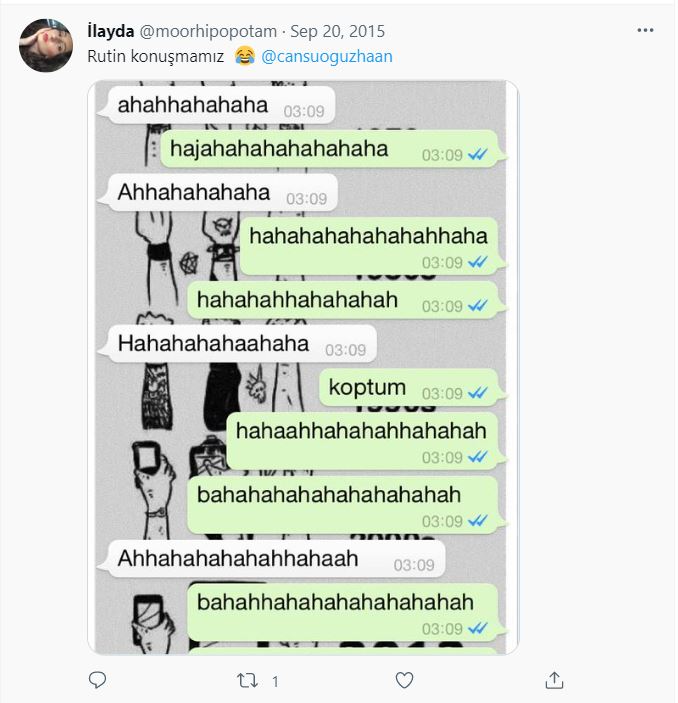 İlayda @moorhipopotam · Sep 20, 2015
Rutin konuşmamız 😂 @cansuoguzhaan
ahahhahahaha 03:09
hajahahahahahahaha 03:09
Ahhahahahaha 03:09
hahahahahahahahhaha
03:09
hahahahhahahahah 03:09
Hahahahahaahaha 03:09
koptum 03:09
hahaahhahahahhahahah
03:09
bahahahahahahahahahah
03:09
Ahhahahahahahhahaah 03:09
bahahhahahahahahahahah
03:09
1